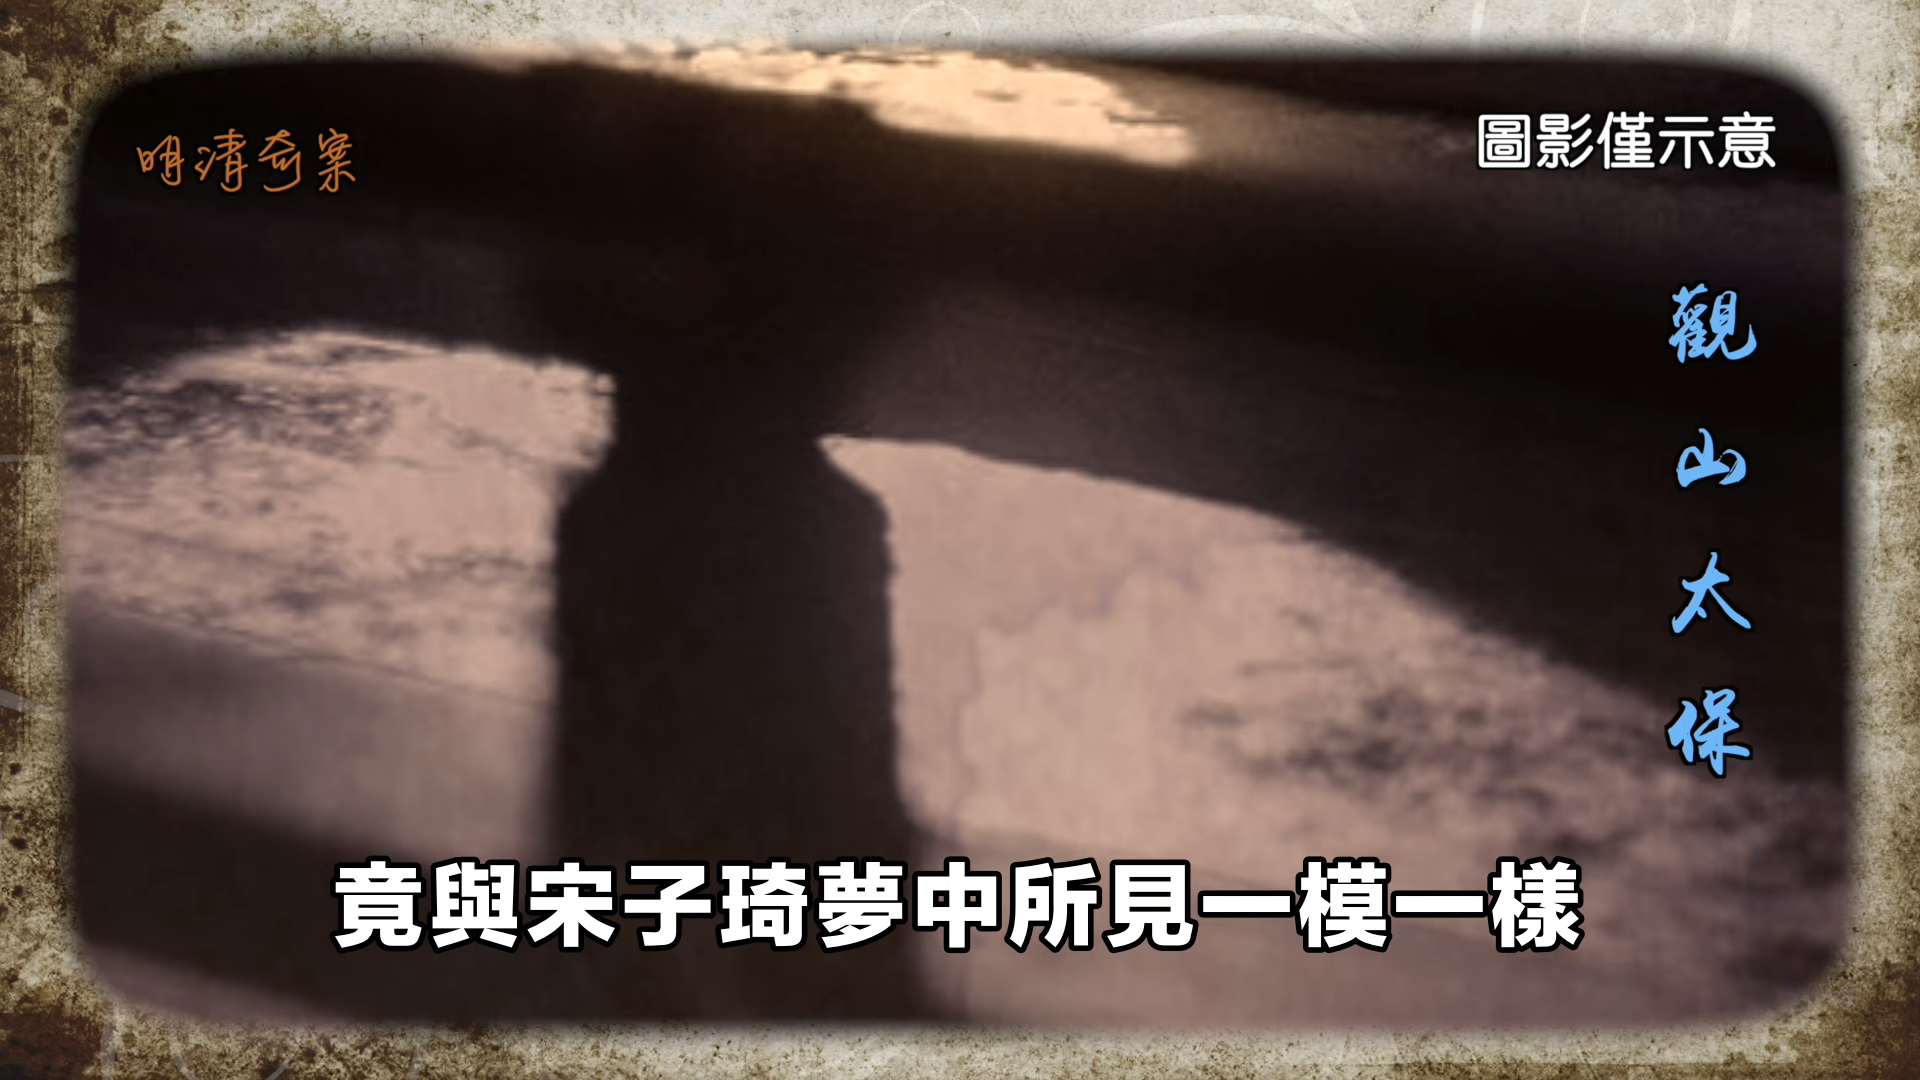 明清奇案
圖影僅示意
觀山太保
竟與宋子琦夢中所見一模一樣